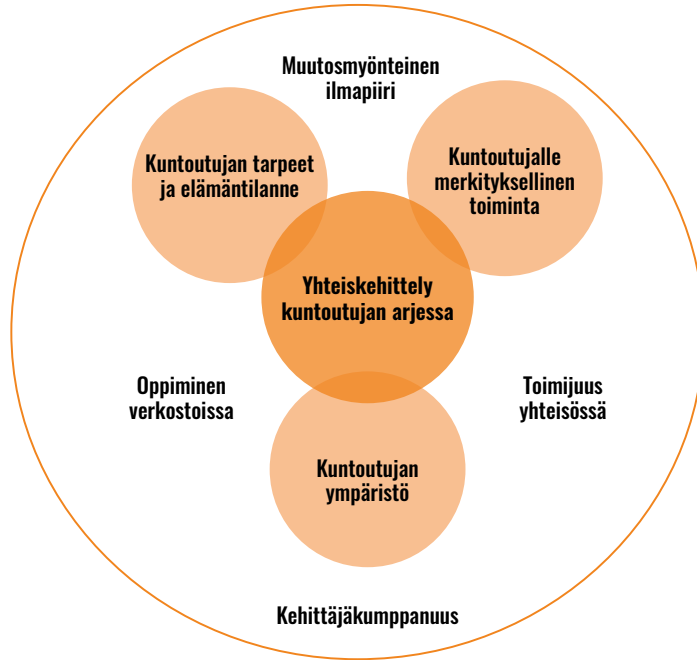 Muutosmyönteinen
ilmapiiri
Kuntoutujan tarpeet
ja elämäntilanne
Kuntoutujalle
merkityksellinen
toiminta
Yhteiskehittely
kuntoutujan arjessa
Oppiminen
verkostoissa
Toimijuus
yhteisössä
Kuntoutujan
ympäristö
Kehittäjäkumppanuus